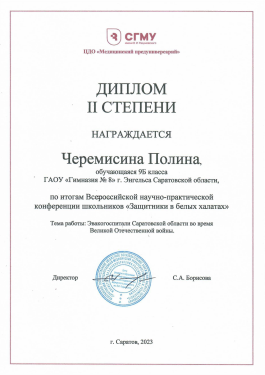 СГМУ
ЦДО «Медицинский предуниверсарий»
ДИПЛОМ
II СТЕПЕНИ
НАГРАЖДАЕТСЯ
Черемисина Полина,
обучающаяся 9Б класса
ГАОУ «Гимназия № 8» г. Энгельса Саратовской области,
по итогам Всероссийской научно-практической
конференции школьников «Защитники в белых халатах»
Тема работы: Эвакогоспитали Саратовской области во время
Великой Отечественной войны.
Директор
С.А. Борисова
г. Саратов, 2023